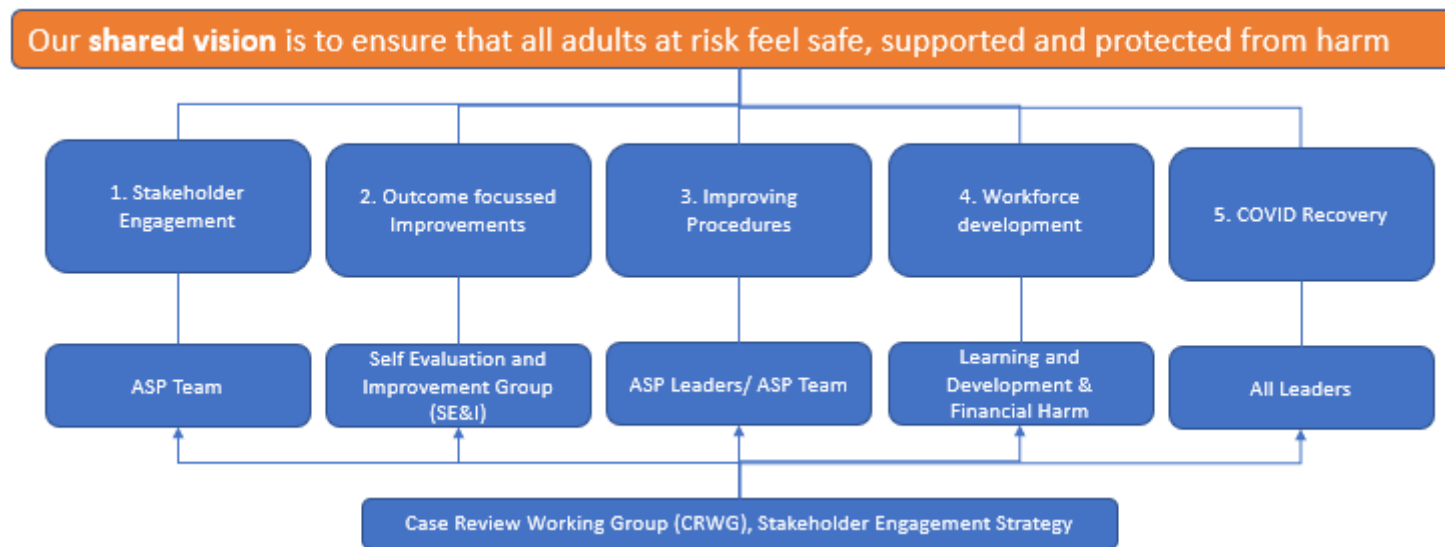 Our shared vision is to ensure that all adults at risk feel safe, supported and protected from harm
1. Stakeholder
Engagement
2. Outcome focussed
Improvements
3. Improving
Procedures
4. Workforce
development
5. COVID Recovery
ASP Team
Self Evaluation and
Improvement Group
(SE&I)
ASP Leaders/ ASP Team
Learning and
Development &
Financial Harm
All Leaders
Case Review Working Group (CRWG), Stakeholder Engagement Strategy